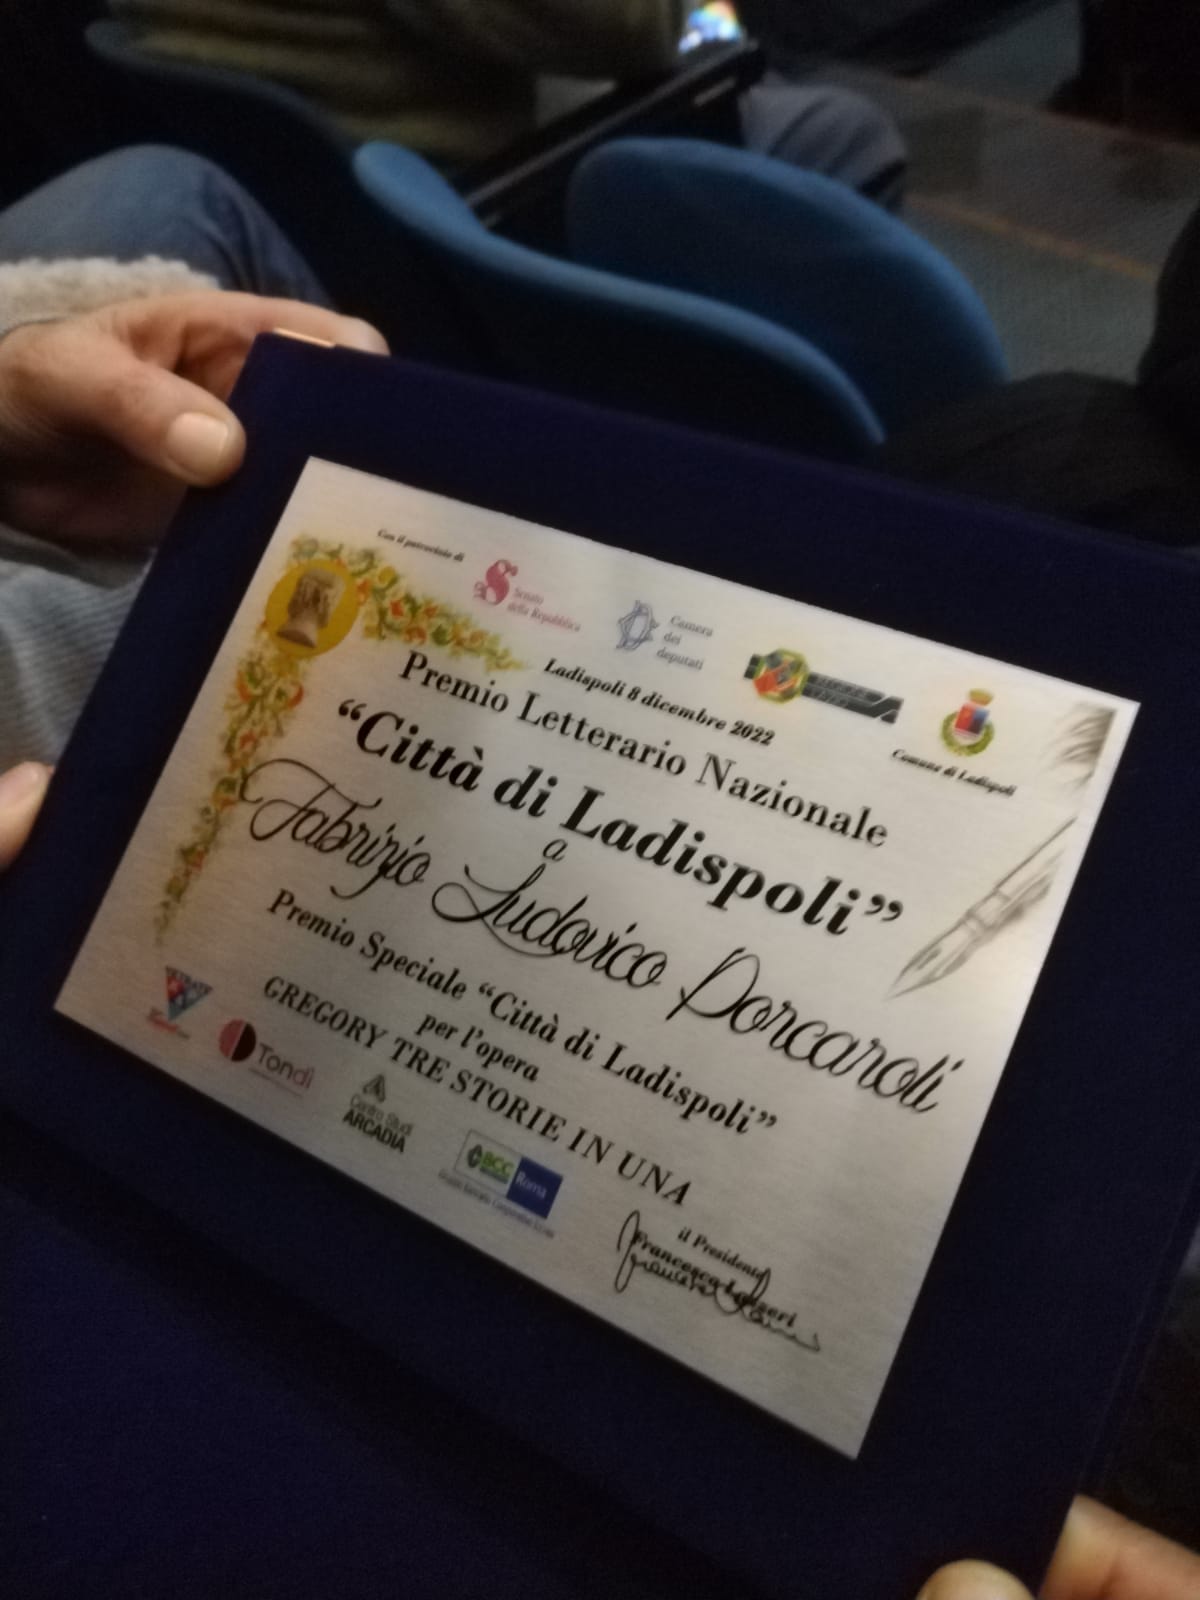 Con il patrocinio di
Senato
della Repubblica
Camera
dei
deputati
Comune di Ladispoli
Ladispoli 8 dicembre 2022
Premio Letterario Nazionale
“Città di Ladispoli”
a
Fabrizio Ludovico Porcaroli
Premio Speciale “Città di Ladispoli”
per l'opera
GREGORY TRE STORIE IN UNA
Tondi
Centro Studi
ARCADIA
BCC Roma
il Presidente